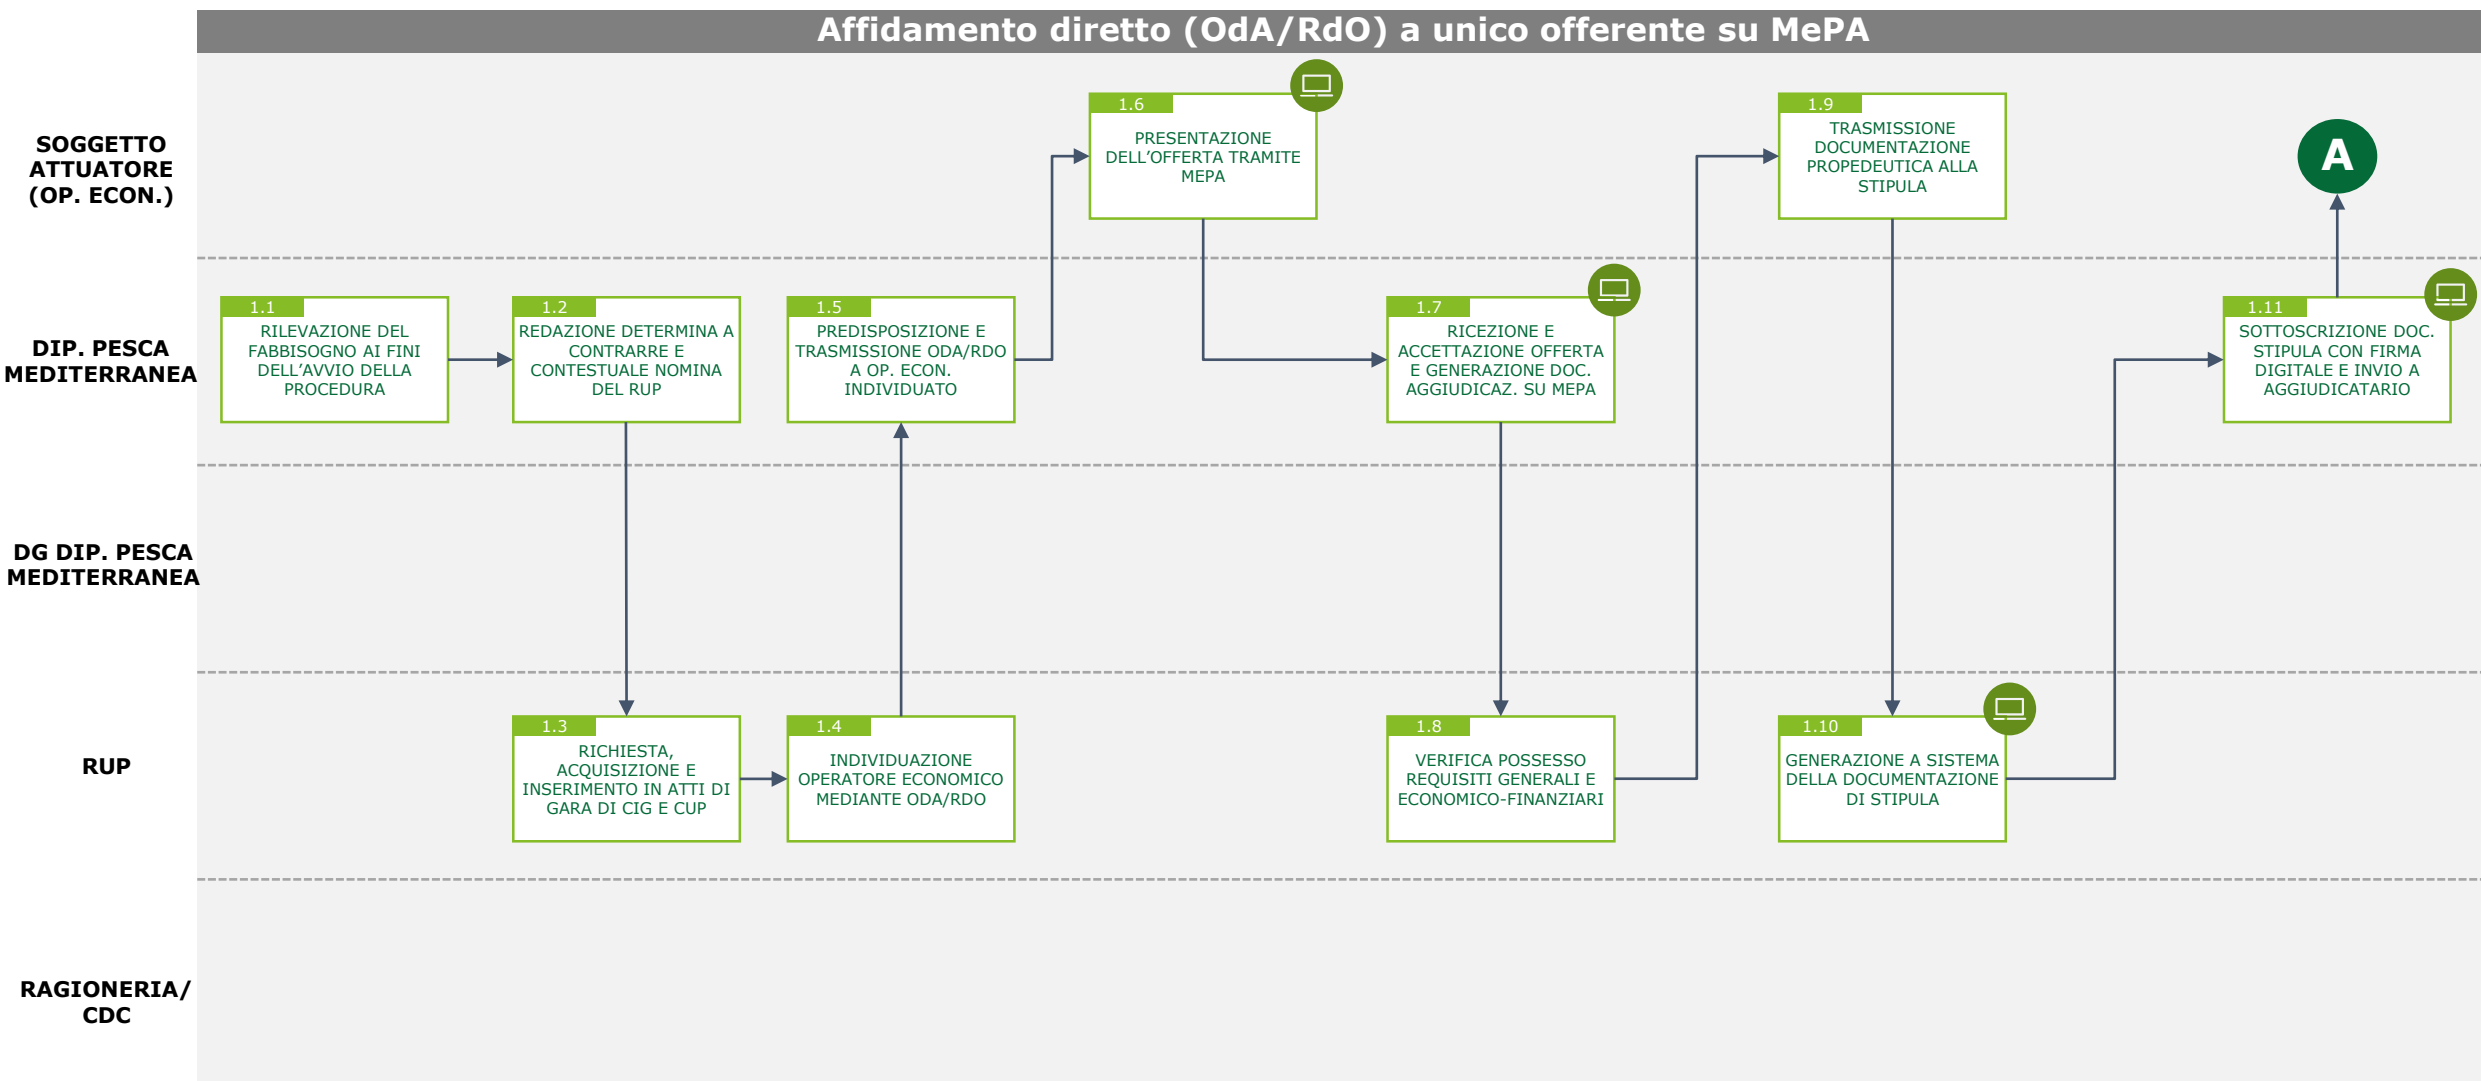 Affidamento diretto (OdA/RdO) a unico offerente su MePA
SOGGETTO
ATTUATORE
(OP. ECON.)
1.6
PRESENTAZIONE
DELL'OFFERTA TRAMITE
MEPA
1.9
TRASMISSIONE
DOCUMENTAZIONE
PROPEDEUTICA ALLA
STIPULA
A
DIP. PESCA
MEDITERRANEA
1.1
RILEVAZIONE DEL
FABBISOGNO AI FINI
DELL'AVVIO DELLA
PROCEDURA
1.2
REDAZIONE DETERMINA A
CONTRARRE E
CONTESTUALE NOMINA
DEL RUP
1.5
PREDISPOSIZIONE E
TRASMISSIONE ODA/RDO
A OP. ECON.
INDIVIDUATO
1.7
RICEZIONE E
ACCETTAZIONE OFFERTA
E GENERAZIONE DOC.
AGGIUDICAZ. SU MEPA
1.11
SOTTOSCRIZIONE DOC.
STIPULA CON FIRMA
DIGITALE E INVIO A
AGGIUDICATARIO
DG DIP. PESCA
MEDITERRANEA
RUP
1.3
RICHIESTA,
ACQUISIZIONE E
INSERIMENTO IN ATTI DI
GARA DI CIG E CUP
1.4
INDIVIDUAZIONE
OPERATORE ECONOMICO
MEDIANTE ODA/RDO
1.8
VERIFICA POSSESSO
REQUISITI GENERALI E
ECONOMICO-FINANZIARI
1.10
GENERAZIONE A SISTEMA
DELLA DOCUMENTAZIONE
DI STIPULA
RAGIONERIA/
CDC